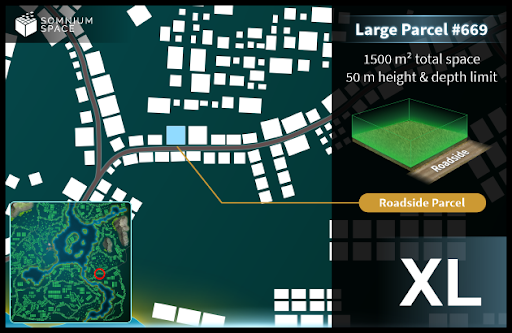 SOMNIUM
SPACE
Large Parcel #669
1500 m² total space
50 m height & depth limit
Roadside
Roadside Parcel
XL